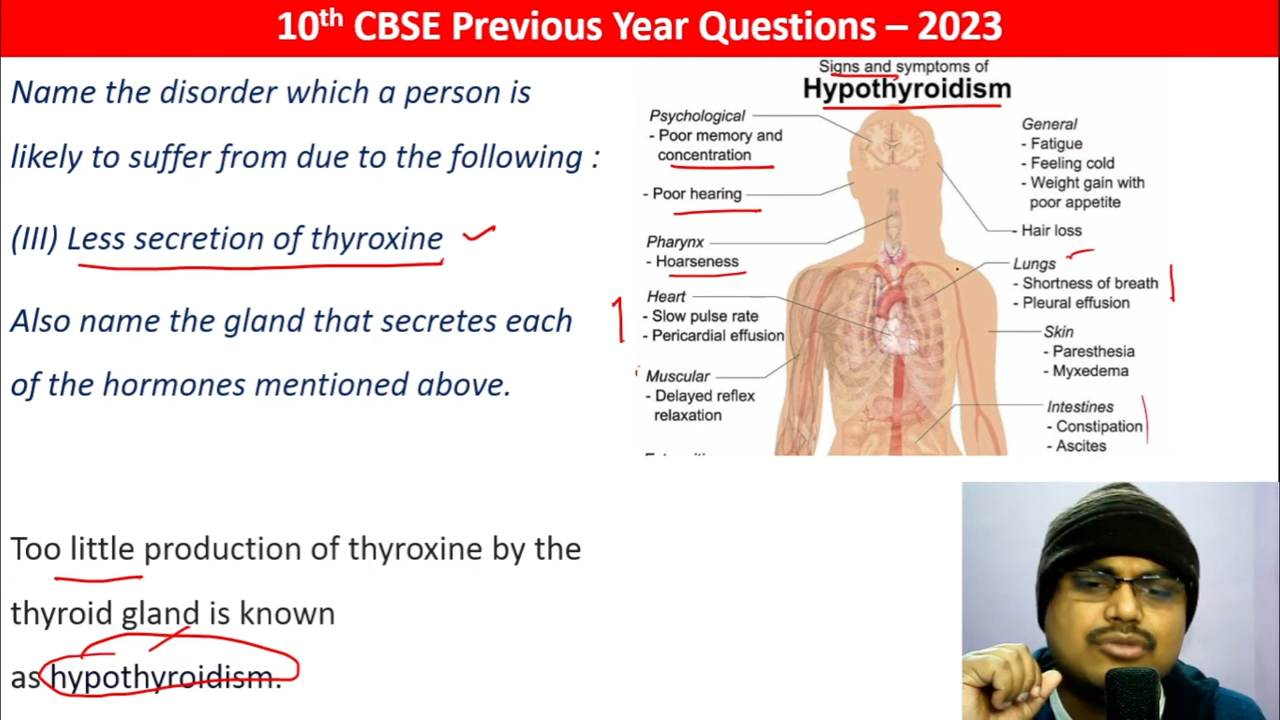 10th CBSE Previous Year Questions – 2023
Name the disorder which a person is
likely to suffer from due to the following :
(III) Less secretion of thyroxine
Also name the gland that secretes each
of the hormones mentioned above.
Too little production of thyroxine by the
thyroid gland is known
as hypothyroidism.
Signs and symptoms of
Hypothyroidism
Psychological
- Poor memory and
concentration
- Poor hearing
Pharynx
- Hoarseness
Heart
- Slow pulse rate
- Pericardial effusion
Muscular
- Delayed reflex
relaxation
General
- Fatigue
- Feeling cold
- Weight gain with
poor appetite
- Hair loss
Lungs
- Shortness of breath
- Pleural effusion
Skin
- Paresthesia
- Myxedema
Intestines
- Constipation
- Ascites